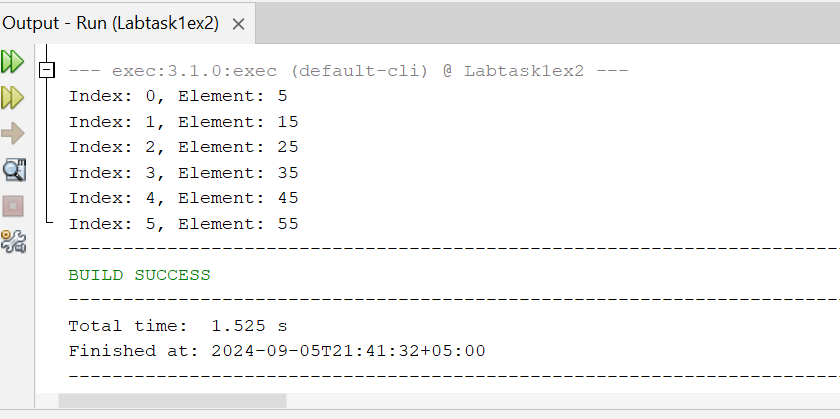 Output - Run (Labtask1ex2) ×
--- exec:3.1.0:exec (default-cli) @ Labtask1ex2 ---
Index: 0, Element: 5
Index: 1, Element: 15
Index: 2, Element: 25
Index: 3, Element: 35
Index: 4, Element: 45
Index: 5, Element: 55
------------------------------------------------------------------------
BUILD SUCCESS
------------------------------------------------------------------------
Total time:  1.525 s
Finished at: 2024-09-05T21:41:32+05:00
------------------------------------------------------------------------